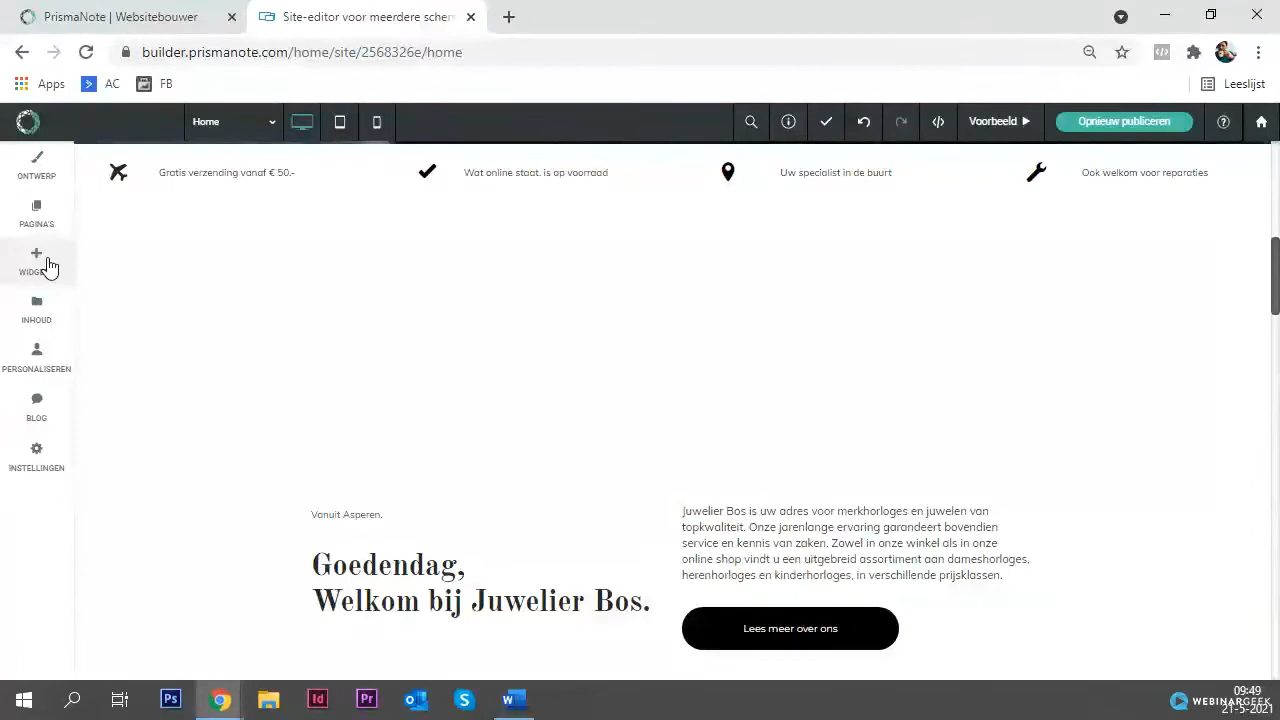 PrismaNote | Websitebouwer
Site-editor voor meerdere scherm
builder.prismanote.com/home/site/2568326e/home
Apps
AC
FB
Leeslijst
Home
Voorbeeld
Opnieuw publiceren
ONTWERP
PAGINA'S
INHOUD
PERSONALISEREN
BLOG
INSTELLINGEN
Gratis verzending vanaf € 50.-
Wat online staat. is op voorraad
Uw specialist in de buurt
Ook welkom voor reparaties
Vanuit Asperen.
Goedendag,
Welkom bij Juwelier Bos.
Juwelier Bos is uw adres voor merkhorloges en juwelen van
topkwaliteit. Onze jarenlange ervaring garandeert bovendien
service en kennis van zaken. Zowel in onze winkel als in onze
online shop vindt u een uitgebreid assortiment aan dameshorloges,
herenhorloges en kinderhorloges, in verschillende prijsklassen.
Lees meer over ons
Ps
Id
Pr
09:49
WEBINARGEEK
21-5-2021